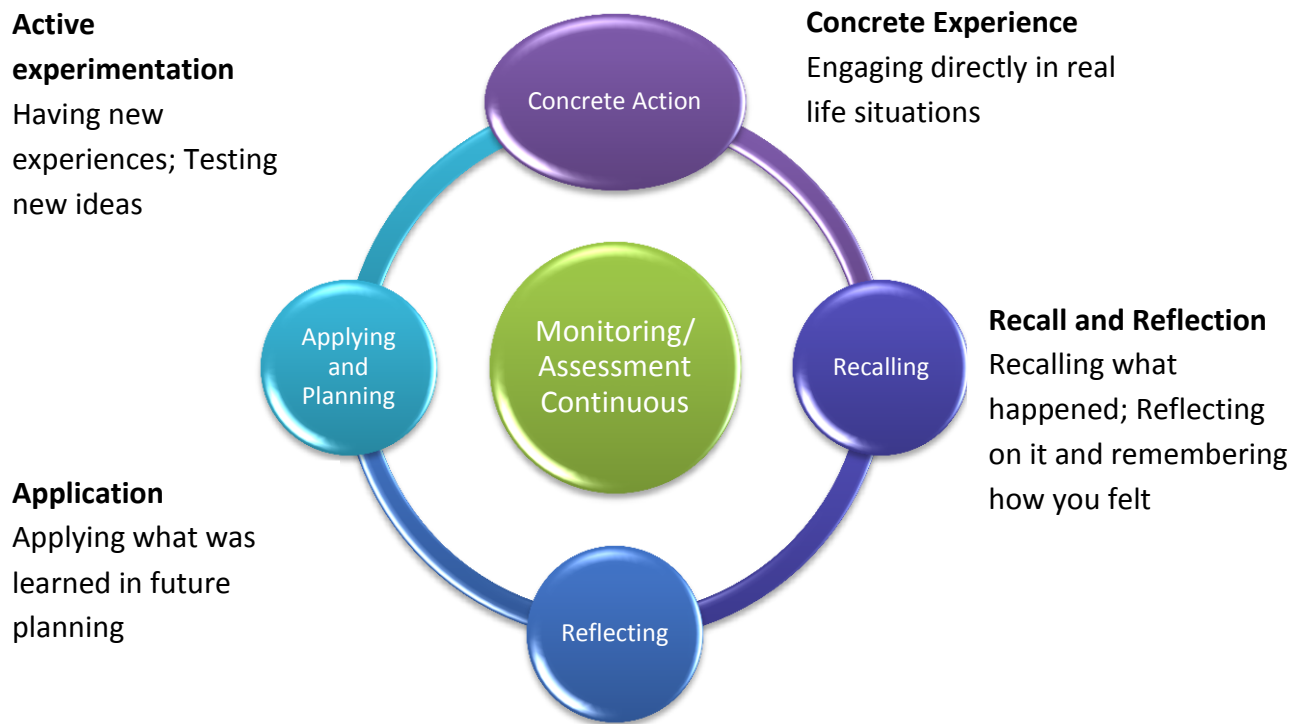 Active
experimentation
Having new
experiences; Testing
new ideas
Concrete Action
Concrete Experience
Engaging directly in real
life situations
Applying
and
Planning
Monitoring/
Assessment
Continuous
Recalling
Recall and Reflection
Recalling what
happened; Reflecting
on it and remembering
how you felt
Application
Applying what was
learned in future
planning
Reflecting